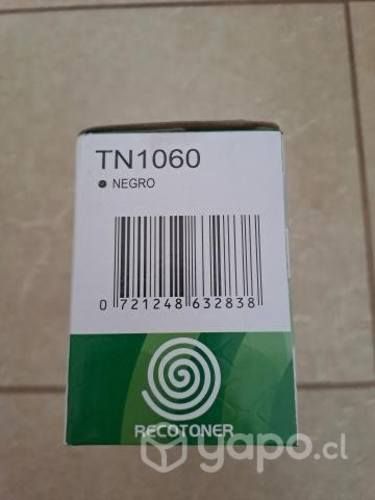 TN1060
NEGRO
0 721248 632838
RECOTONER
yapo.cl